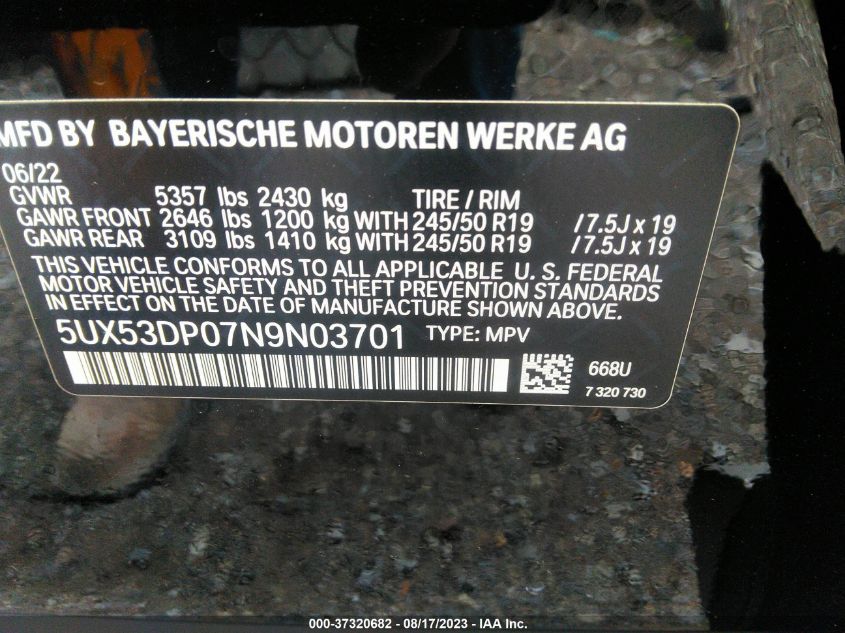 MFD BY BAYERISCHE MOTOREN WERKE AG
06/22
GVWR 5357 lbs 2430 kg TIRE / RIM
GAWR FRONT 2646 lbs 1200 kg WITH 245/50 R19 / 7.5J x 19
GAWR REAR 3109 lbs 1410 kg WITH 245/50 R19 / 7.5J x 19
THIS VEHICLE CONFORMS TO ALL APPLICABLE U. S. FEDERAL
MOTOR VEHICLE SAFETY AND THEFT PREVENTION STANDARDS
IN EFFECT ON THE DATE OF MANUFACTURE SHOWN ABOVE.
5UX53DP07N9N03701 TYPE: MPV
668U
7 320 730
000-37320682 - 08/17/2023 - IAA Inc.